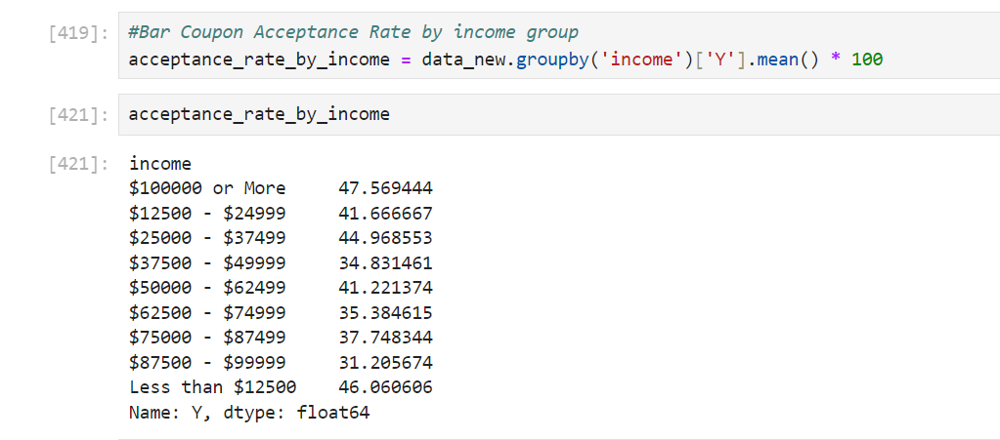 [419]: #Bar Coupon Acceptance Rate by income group
acceptance_rate_by_income = data_new.groupby('income')['Y'].mean() * 100
[421]: acceptance_rate_by_income
[421]: income
$100000 or More 47.569444
$12500 - $24999 41.666667
$25000 - $37499 44.968553
$37500 - $49999 34.831461
$50000 - $62499 41.221374
$62500 - $74999 35.384615
$75000 - $87499 37.748344
$87500 - $99999 31.205674
Less than $12500 46.060606
Name: Y, dtype: float64